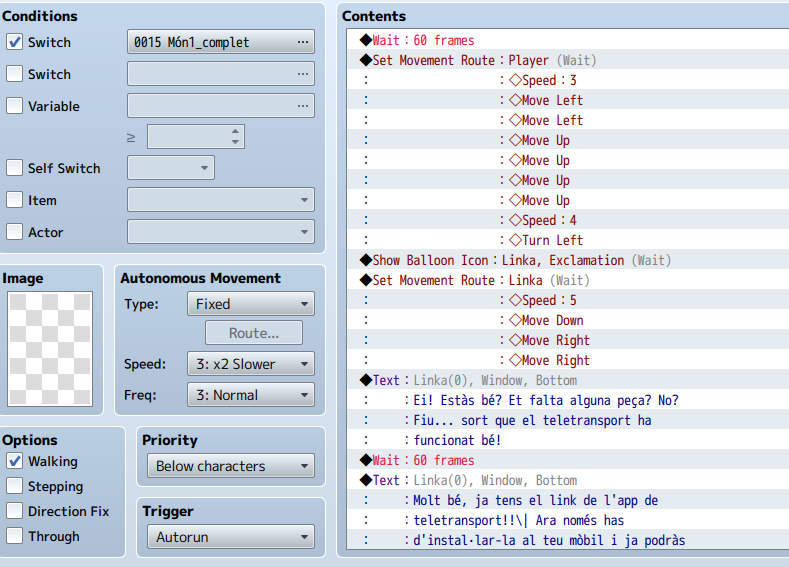 Conditions
Switch
0015 Món1_complet ...
Switch
...
Variable
...
≥
Self Switch
Item
Actor
Image
Autonomous Movement
Type:
Fixed
Route...
Speed:
3: x2 Slower
Freq:
3: Normal
Options
Walking
Stepping
Direction Fix
Through
Priority
Below characters
Trigger
Autorun
Contents
◆Wait：60 frames
◆Set Movement Route：Player (Wait)
：　：◇Speed：3
：　：◇Move Left
：　：◇Move Left
：　：◇Move Up
：　：◇Move Up
：　：◇Move Up
：　：◇Move Up
：　：◇Speed：4
：　：◇Turn Left
◆Show Balloon Icon：Linka, Exclamation (Wait)
◆Set Movement Route：Linka (Wait)
：　：◇Speed：5
：　：◇Move Down
：　：◇Move Right
：　：◇Move Right
◆Text：Linka(0), Window, Bottom
：　：Ei! Estàs bé? Et falta alguna peça? No?
：　：Fiu... sort que el teletransport ha
：　：funcionat bé!
◆Wait：60 frames
◆Text：Linka(0), Window, Bottom
：　：Molt bé, ja tens el link de l'app de
：　：teletransport!!\| Ara només has
：　：d'instal·lar-la al teu mòbil i ja podràs